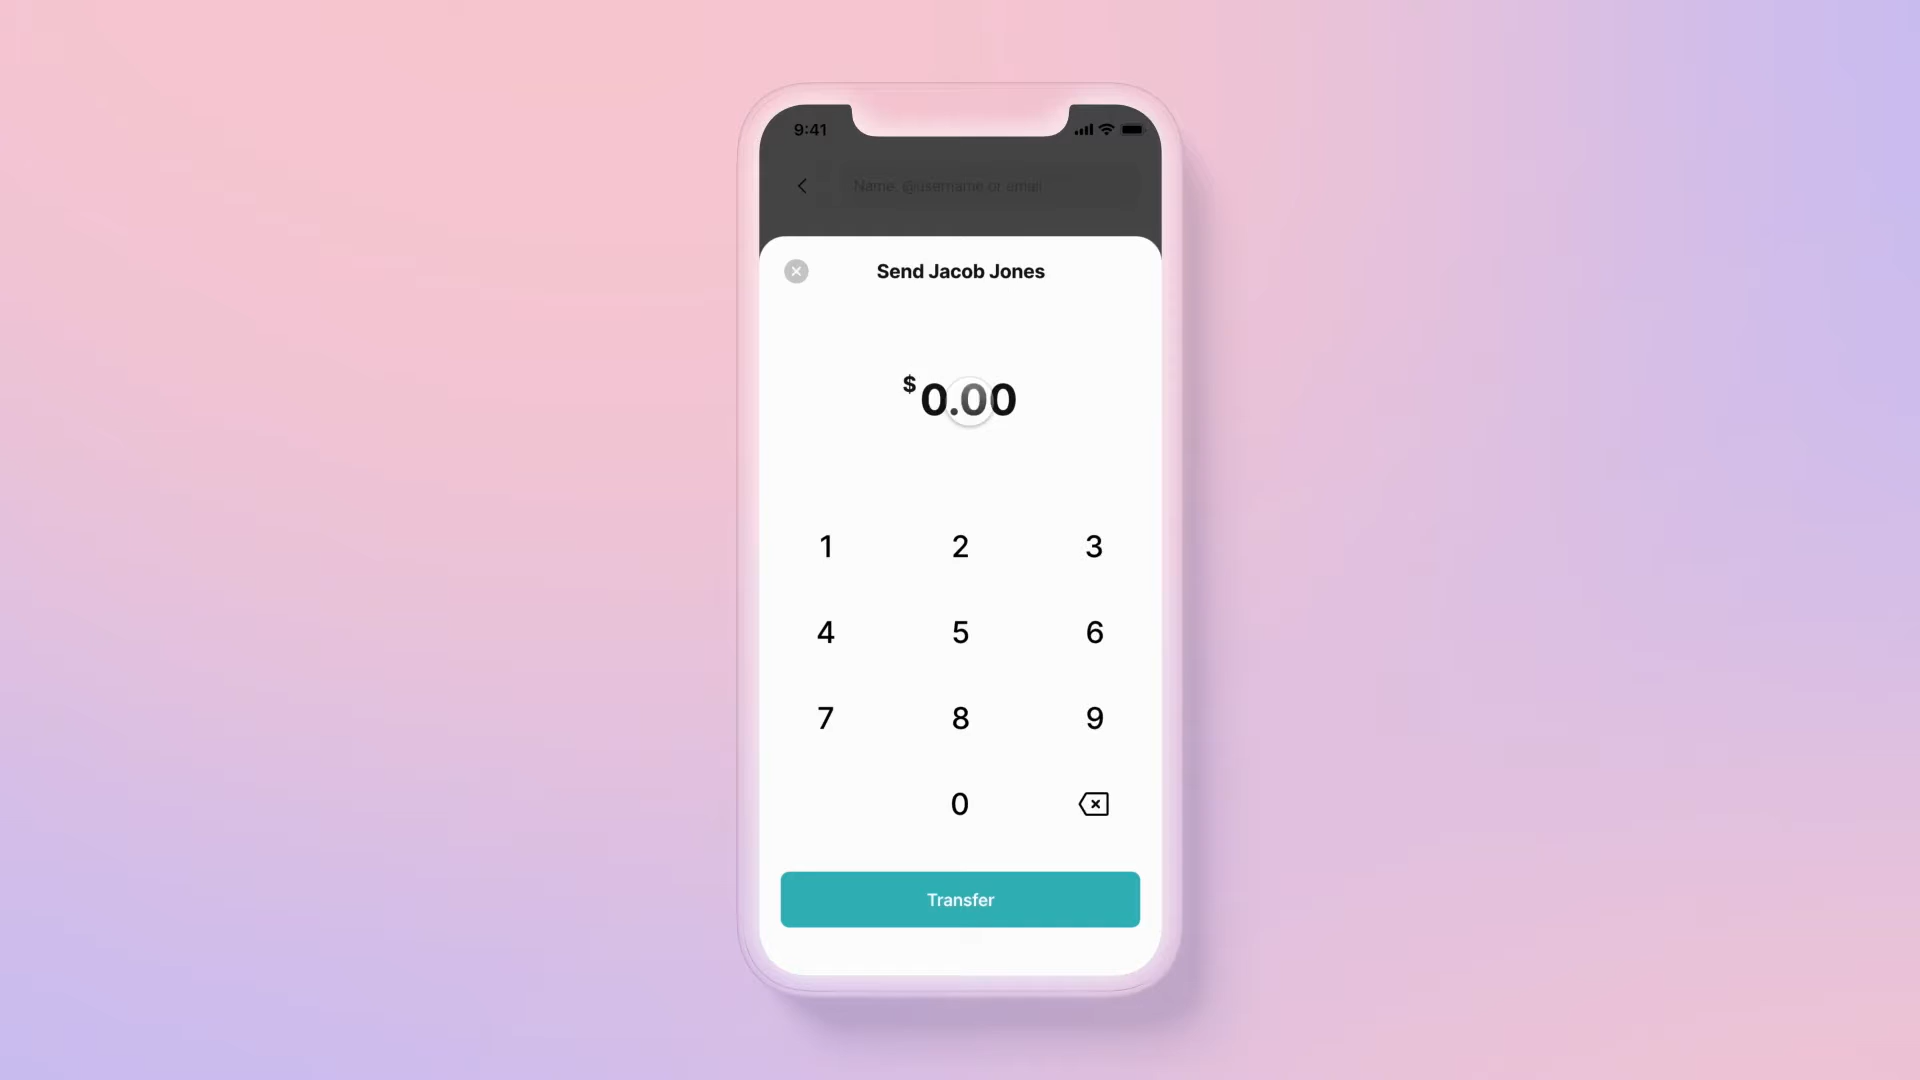 9:41
Name, @username or email
Send Jacob Jones
$0.00
1 2 3
4 5 6
7 8 9
0
Transfer